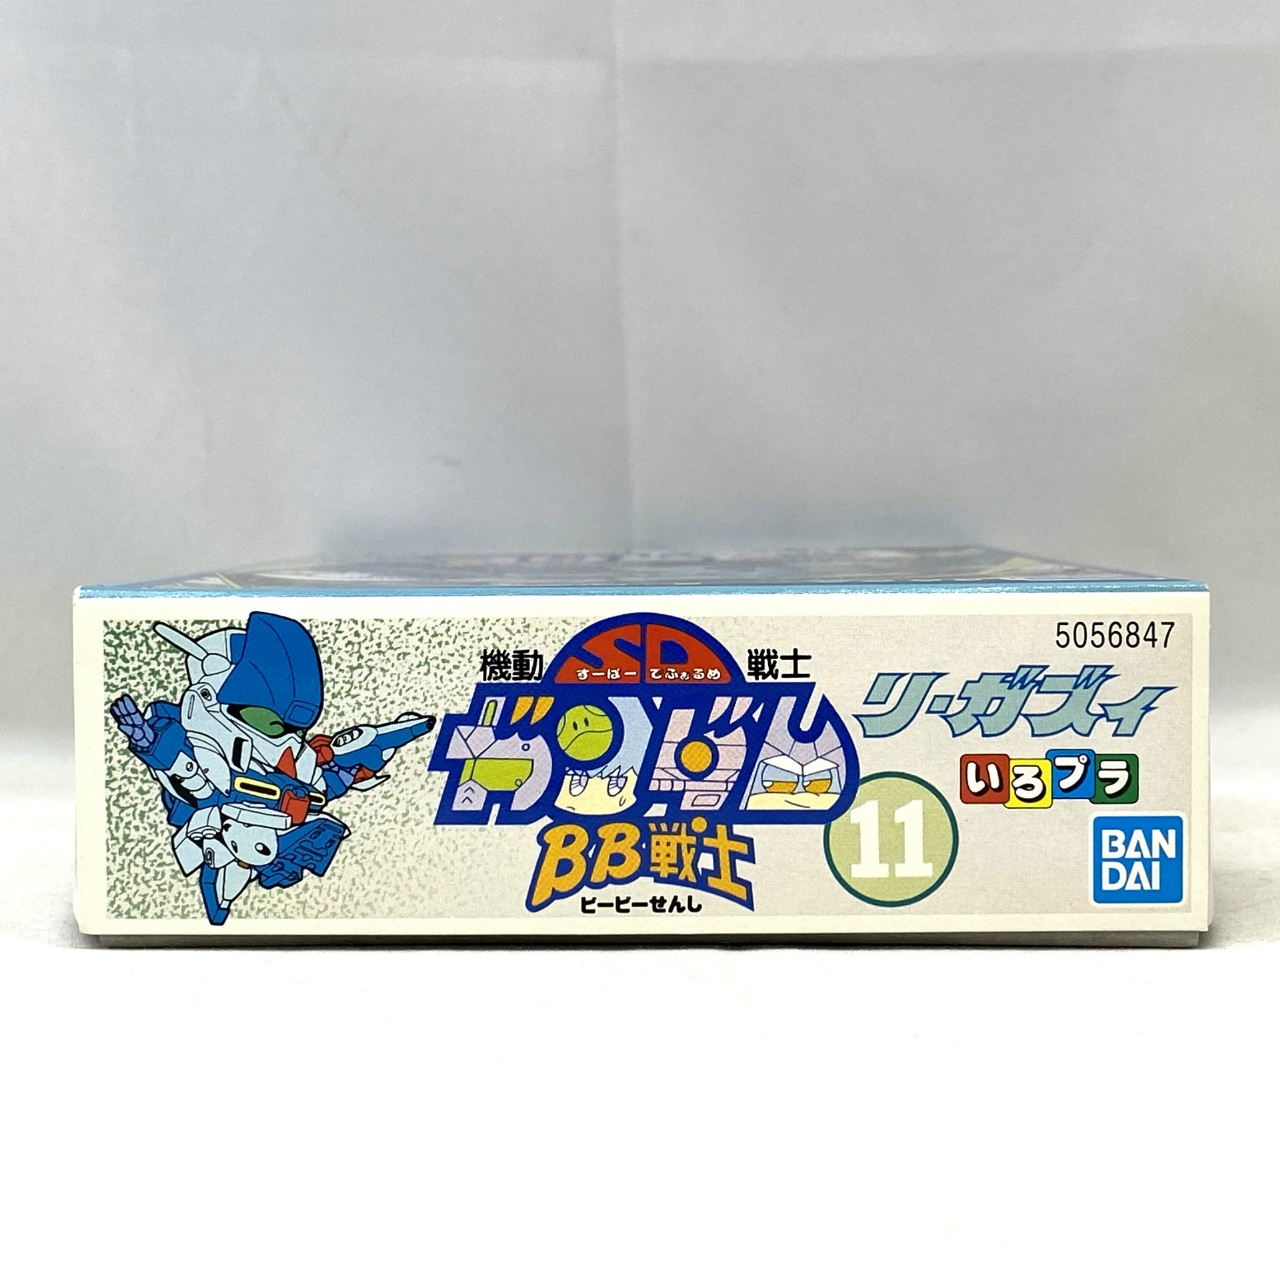 5056847
機動 SD 戦士
すーぱー でふぉるめ
ガンダム
リ・ガズィ
いろプラ
11
BB戦士
ビービーせんし
BAN
DAI